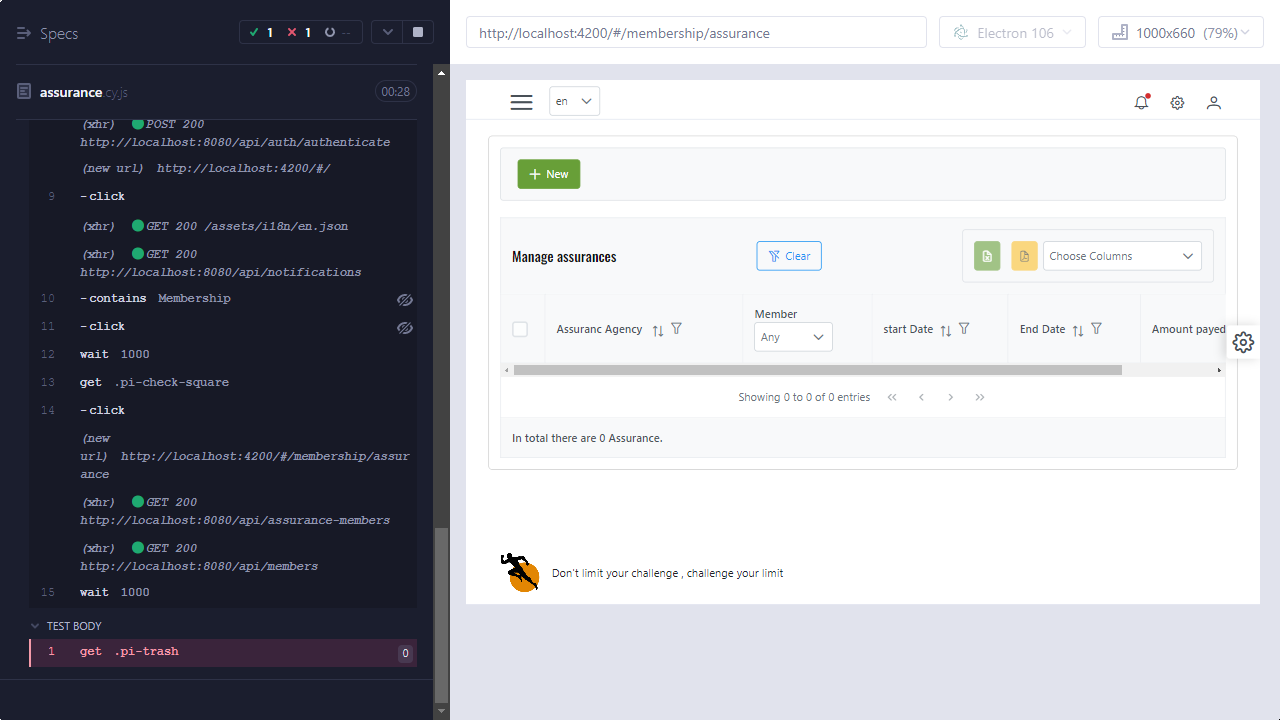 Specs
1
1
--
assurance.cy.js
00:28
(xhr) POST 200
http://localhost:8080/api/auth/authenticate
(new url) http://localhost:4200/#/
9 -click
(xhr) GET 200 /assets/i18n/en.json
(xhr) GET 200
http://localhost:8080/api/notifications
10 -contains Membership
11 -click
12 wait 1000
13 get .pi-check-square
14 -click
(new
url) http://localhost:4200/#/membership/assur
ance
(xhr) GET 200
http://localhost:8080/api/assurance-members
(xhr) GET 200
http://localhost:8080/api/members
15 wait 1000
TEST BODY
1 get .pi-trash 0
http://localhost:4200/#/membership/assurance
Electron 106
1000x660 (79%)
en
New
Manage assurances
Clear
Choose Columns
Assuranc Agency
Member
Any
start Date
End Date
Amount payed
Showing 0 to 0 of 0 entries
In total there are 0 Assurance.
Don't limit your challenge , challenge your limit